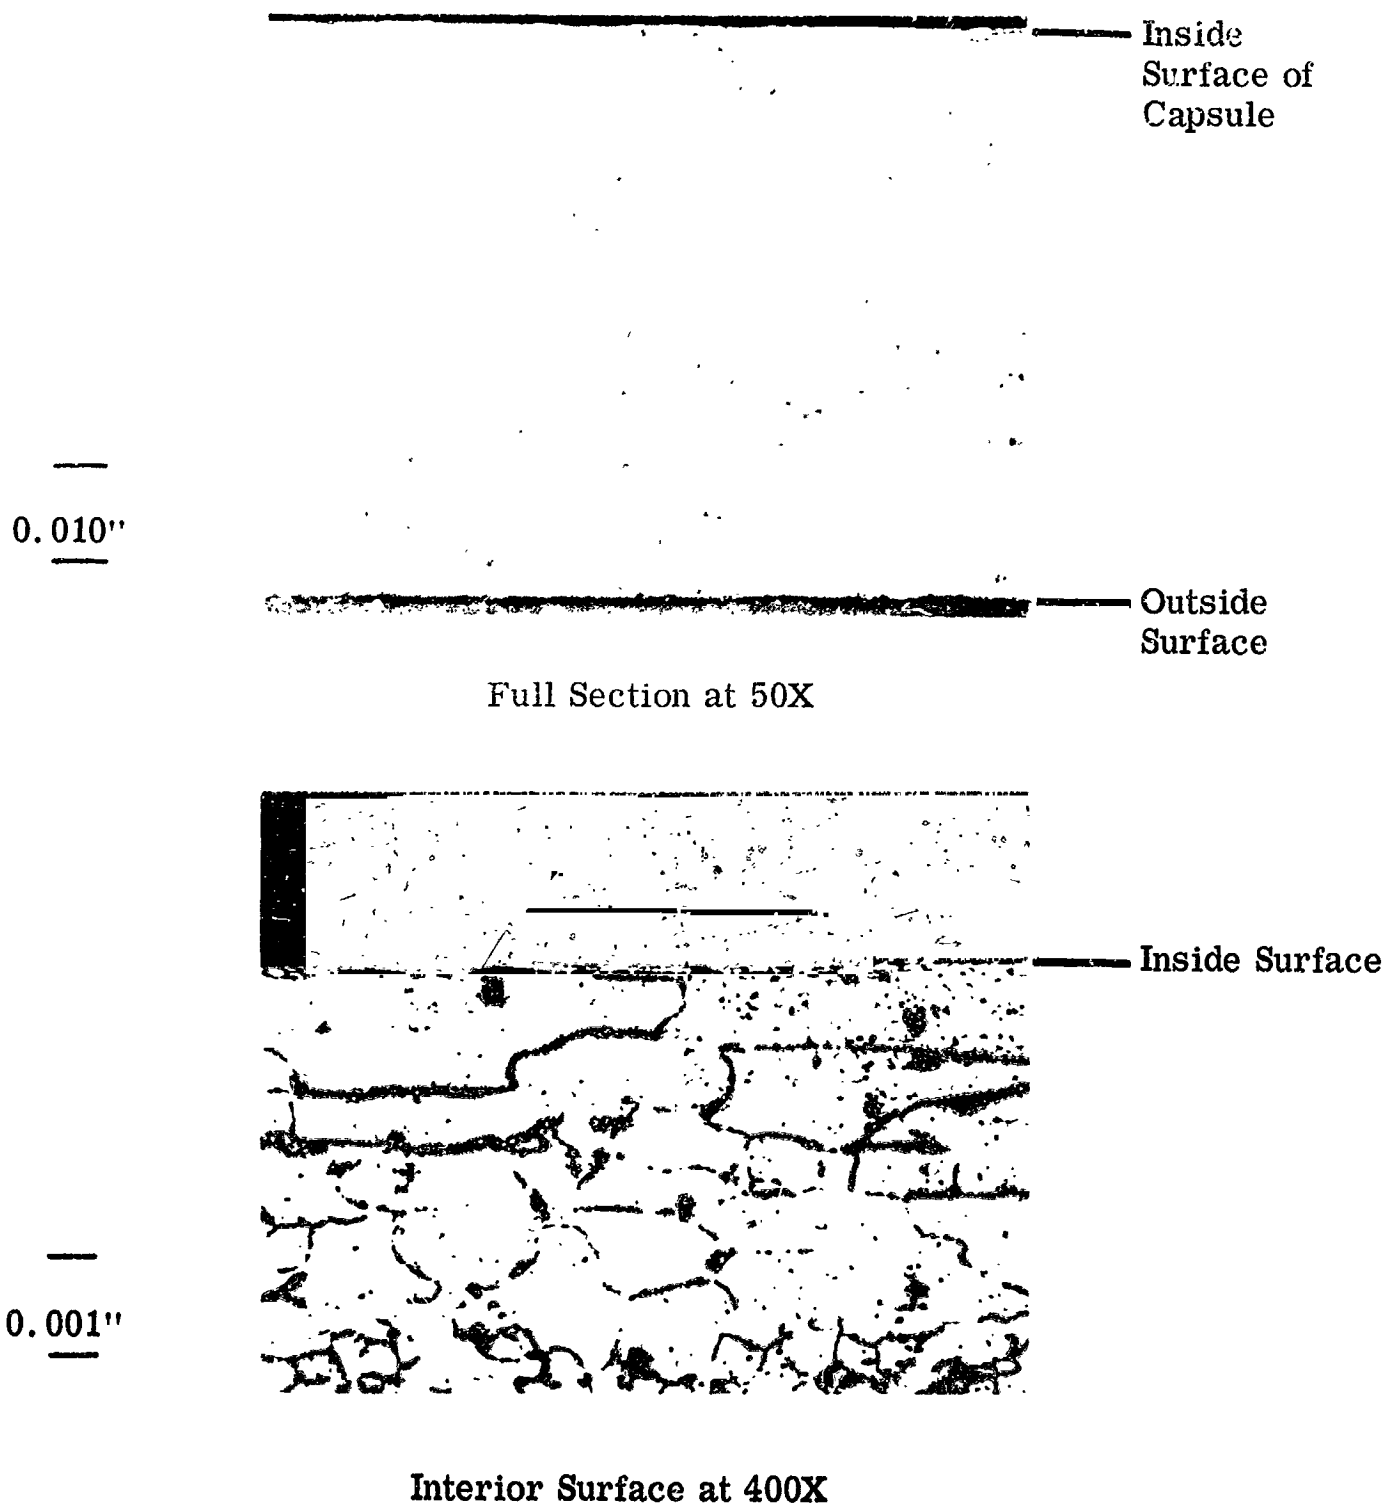 Inside
Surface of
Capsule
0.010"
Outside
Surface
Full Section at 50X
Inside Surface
0.001"
Interior Surface at 400X